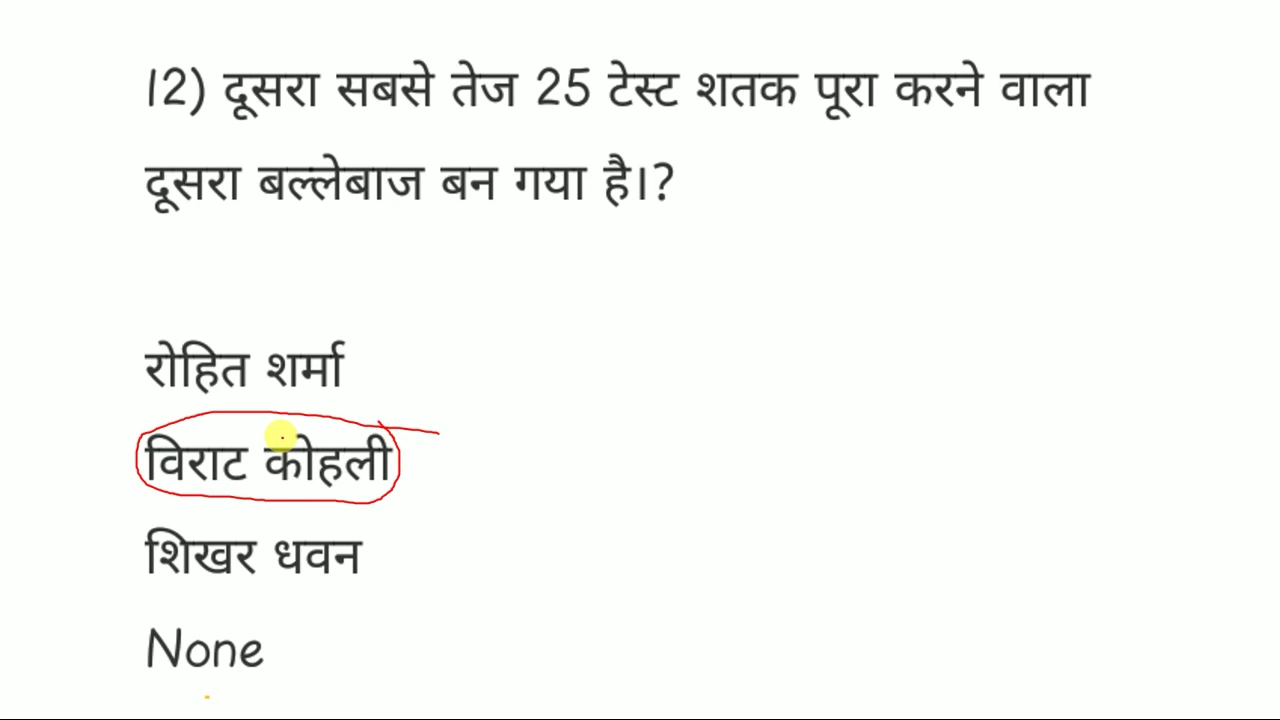 12) दूसरा सबसे तेज 25 टेस्ट शतक पूरा करने वाला
दूसरा बल्लेबाज बन गया है।?
रोहित शर्मा
विराट कोहली
शिखर धवन
None